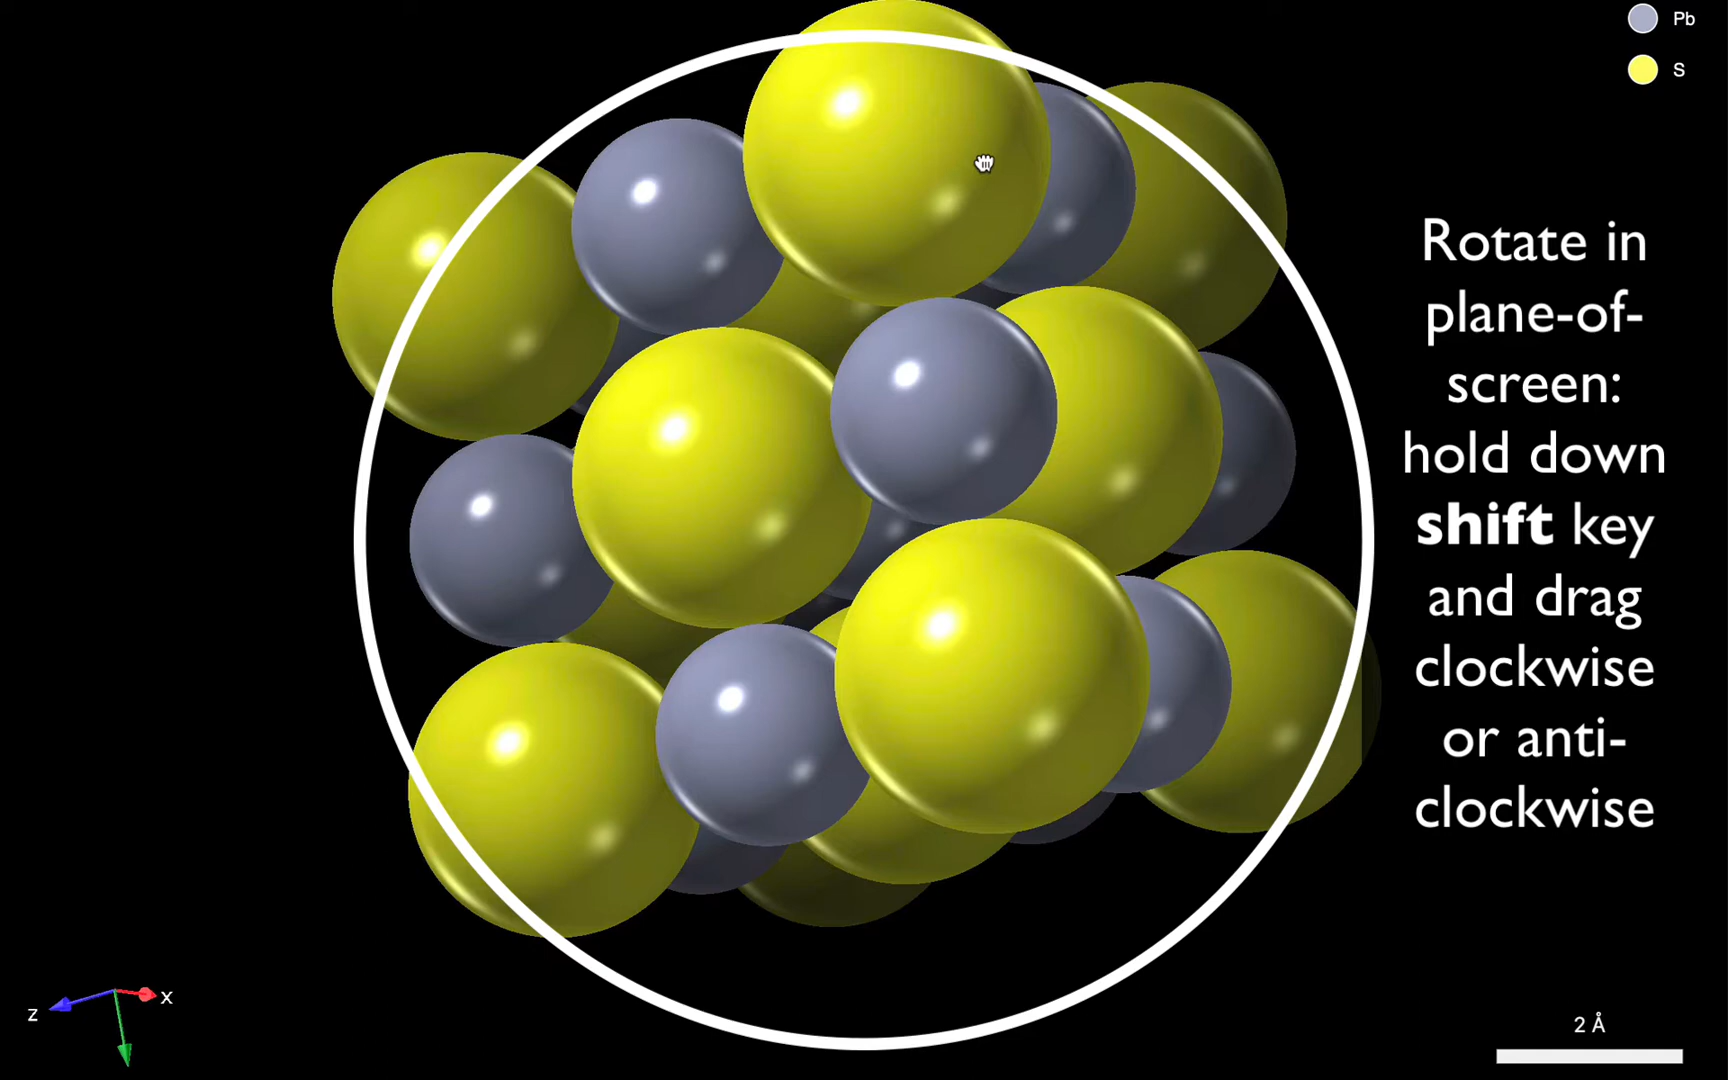 Pb
S
Rotate in
plane-of-
screen:
hold down
shift key
and drag
clockwise
or anti-
clockwise
x
z
2 Å